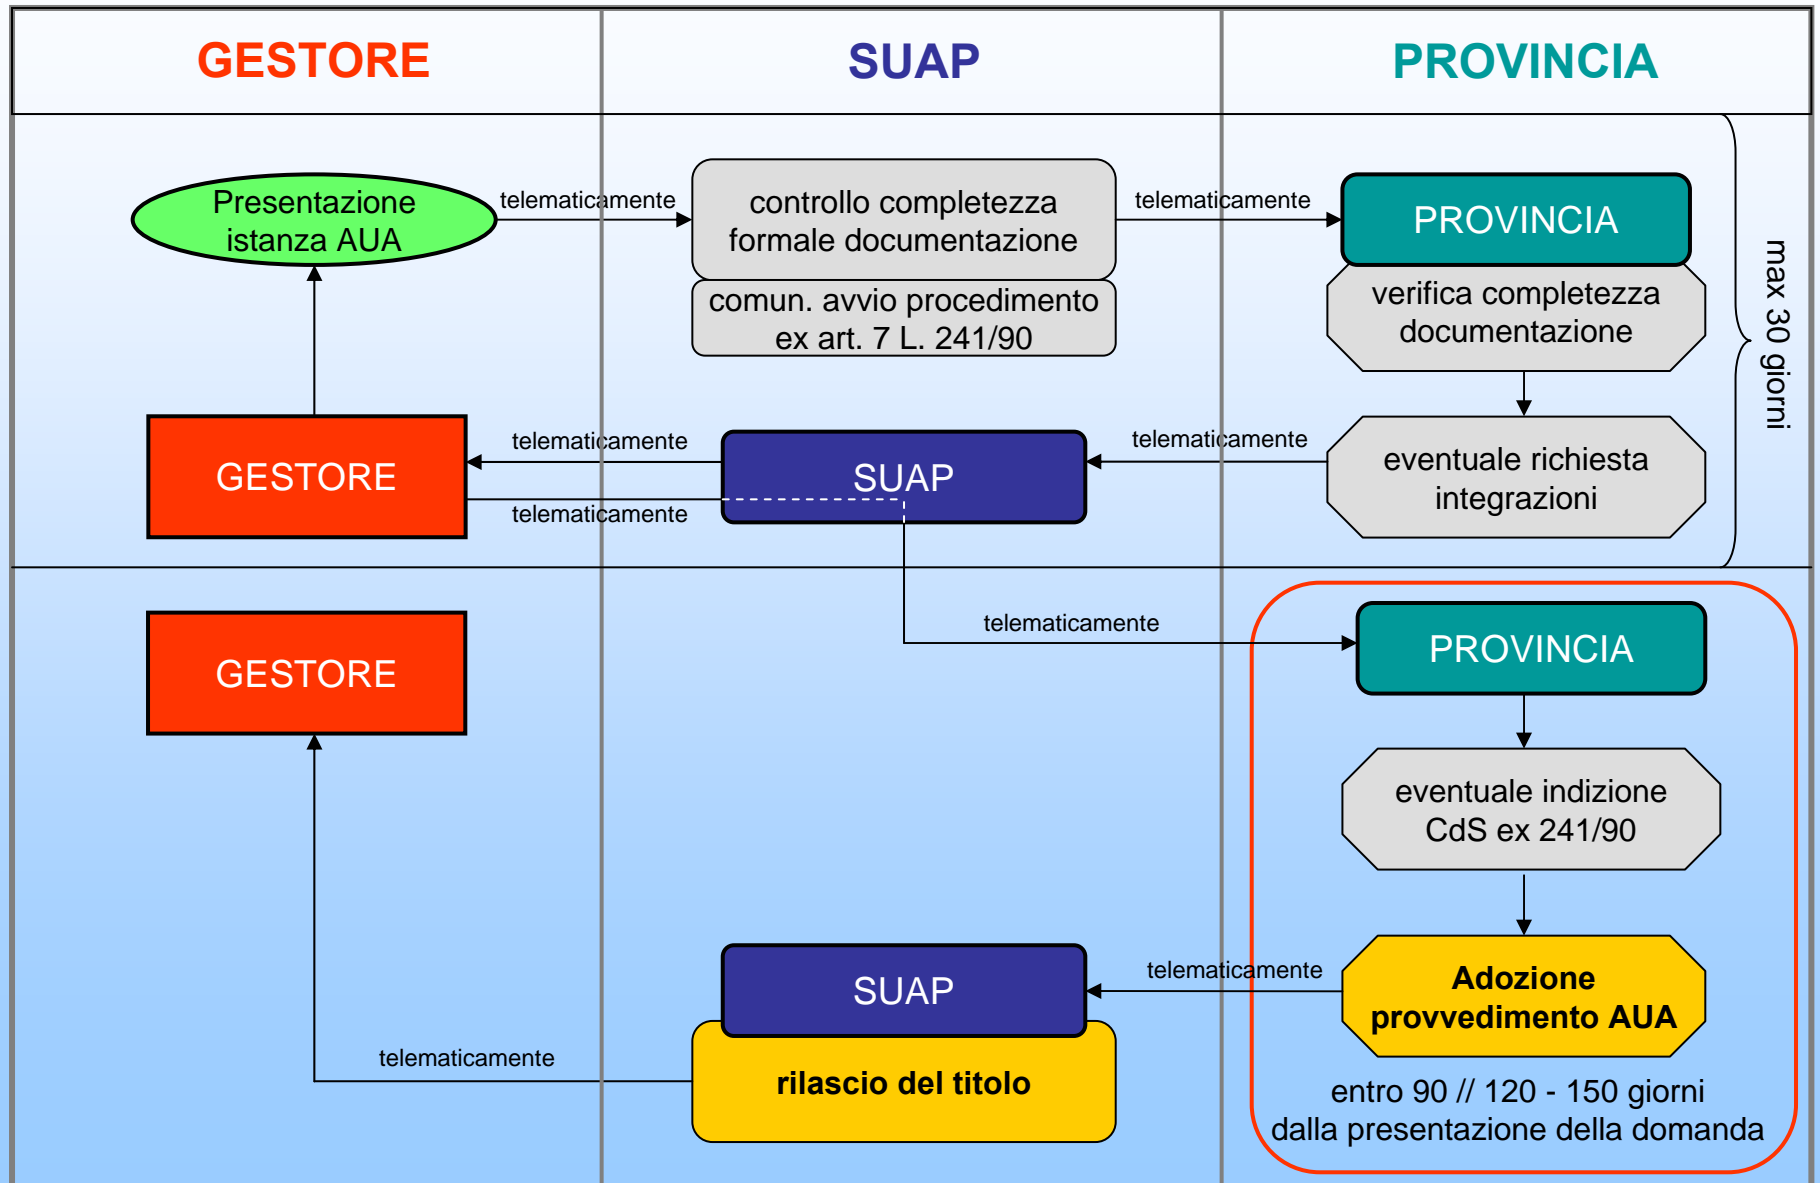 GESTORE
SUAP
PROVINCIA
Presentazione
istanza AUA
telematicamente
controllo completezza
formale documentazione
comun. avvio procedimento
ex art. 7 L. 241/90
telematicamente
PROVINCIA
verifica completezza
documentazione
max 30 giorni
GESTORE
telematicamente
telematicamente
SUAP
telematicamente
eventuale richiesta
integrazioni
GESTORE
telematicamente
PROVINCIA
eventuale indizione
CdS ex 241/90
SUAP
telematicamente
Adozione
provvedimento AUA
telematicamente
rilascio del titolo
entro 90 // 120 - 150 giorni
dalla presentazione della domanda